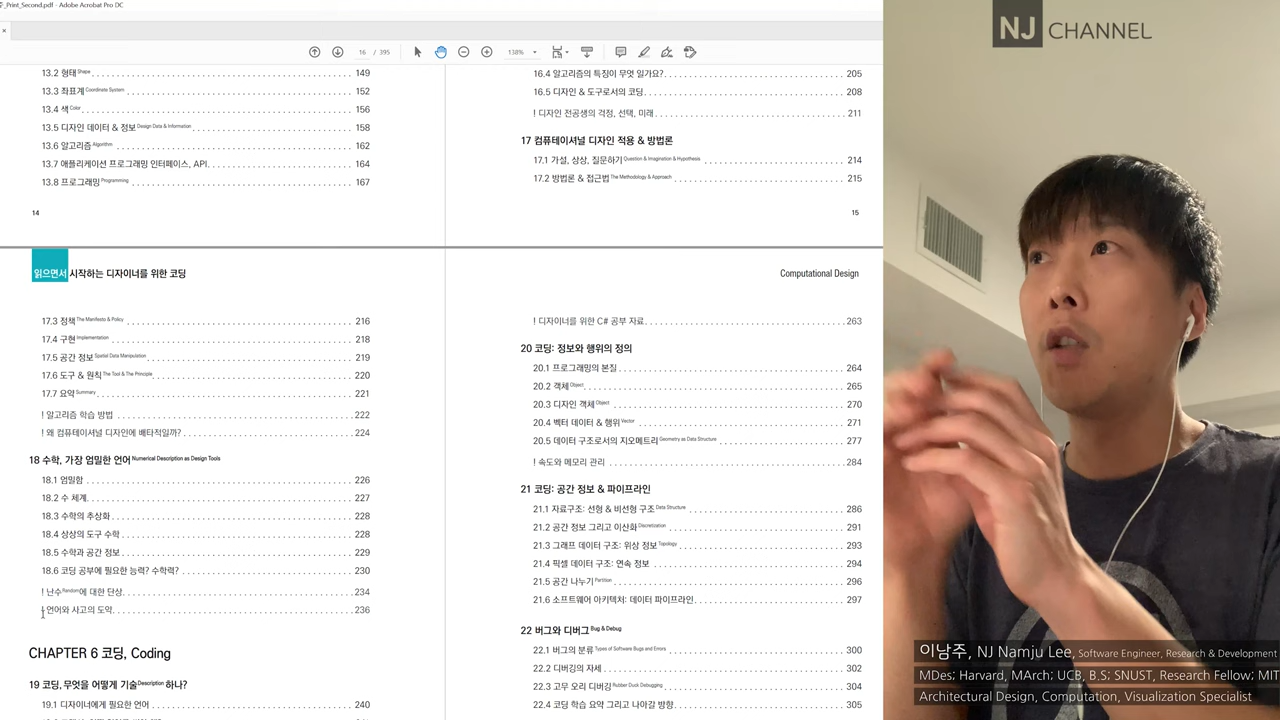 F_Print_Second.pdf - Adobe Acrobat Pro DC
16 / 395
138%
13.2 형태 Shape 149
13.3 좌표계 Coordinate System 152
13.4 색 Color 156
13.5 디자인 데이터 & 정보 Design Data & Information 158
13.6 알고리즘 Algorithm 162
13.7 애플리케이션 프로그래밍 인터페이스, API 164
13.8 프로그래밍 Programming 167
14
16.4 알고리즘의 특징이 무엇 일가요? 205
16.5 디자인 & 도구로서의 코딩 208
! 디자인 전공생의 걱정, 선택, 미래 211
17 컴퓨테이셔널 디자인 적용 & 방법론
17.1 가설, 상상, 질문하기 Question & Imagination & Hypothesis 214
17.2 방법론 & 접근법 The Methodology & Approach 215
15
읽으면서 시작하는 디자이너를 위한 코딩
17.3 정책 The Manifesto & Policy 216
17.4 구현 Implementation 218
17.5 공간 정보 Spatial Data Manipulation 219
17.6 도구 & 원칙 The Tool & The Principle 220
17.7 요약 Summary 221
! 알고리즘 학습 방법 222
! 왜 컴퓨테이셔널 디자인에 배타적일까? 224
18 수학, 가장 엄밀한 언어 Numerical Description as Design Tools
18.1 엄밀함 226
18.2 수 체계 227
18.3 수학의 추상화 228
18.4 상상의 도구 수학 228
18.5 수학과 공간 정보 229
18.6 코딩 공부에 필요한 능력? 수학력? 230
! 난수 Random에 대한 단상 234
! 언어와 사고의 도약 236
CHAPTER 6 코딩, Coding
19 코딩, 무엇을 어떻게 기술 Description 하나?
19.1 디자이너에게 필요한 언어
Computational Design
! 디자이너를 위한 C# 공부 자료 263
20 코딩: 정보와 행위의 정의
20.1 프로그래밍의 본질 264
20.2 객체 Object 265
20.3 디자인 객체 Object 270
20.4 벡터 데이터 & 행위 Vector 271
20.5 데이터 구조로서의 지오메트리 Geometry as Data Structure 277
! 속도와 메모리 관리 284
21 코딩: 공간 정보 & 파이프라인
21.1 자료구조: 선형 & 비선형 구조 Data Structure 286
21.2 공간 정보 그리고 이산화 Discretization 291
21.3 그래프 데이터 구조: 위상 정보 Topology 293
21.4 픽셀 데이터 구조: 연속 정보 294
21.5 공간 나누기 Partition 296
21.6 소프트웨어 아키텍처: 데이터 파이프라인 297
22 버그와 디버그 Bug & Debug
22.1 버그의 분류 Types of Software Bugs and Errors 300
22.2 디버깅의 자세 302
22.3 고무 오리 디버깅 Rubber Duck Debugging 304
22.4 코딩 학습 요약 그리고 나아갈 방향 305
NJ CHANNEL
이남주, NJ Namju Lee, Software Engineer, Research & Development
MDes; Harvard, MArch; UCB, B.S; SNUST, Research Fellow; MIT
Architectural Design, Computation, Visualization Specialist